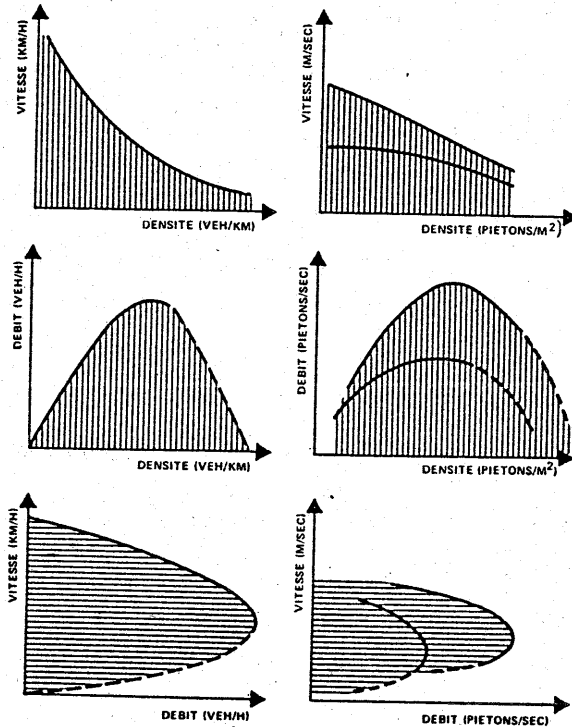 VITESSE (KM/H)
DENSITE (VEH/KM)
VITESSE (M/SEC)
DENSITE (PIETONS/M²)
DEBIT (VEH/H)
DENSITE (VEH/KM)
DEBIT (PIETONS/SEC)
DENSITE (PIETONS/M²)
VITESSE (KM/H)
DEBIT (VEH/H)
VITESSE (M/SEC)
DEBIT (PIETONS/SEC)